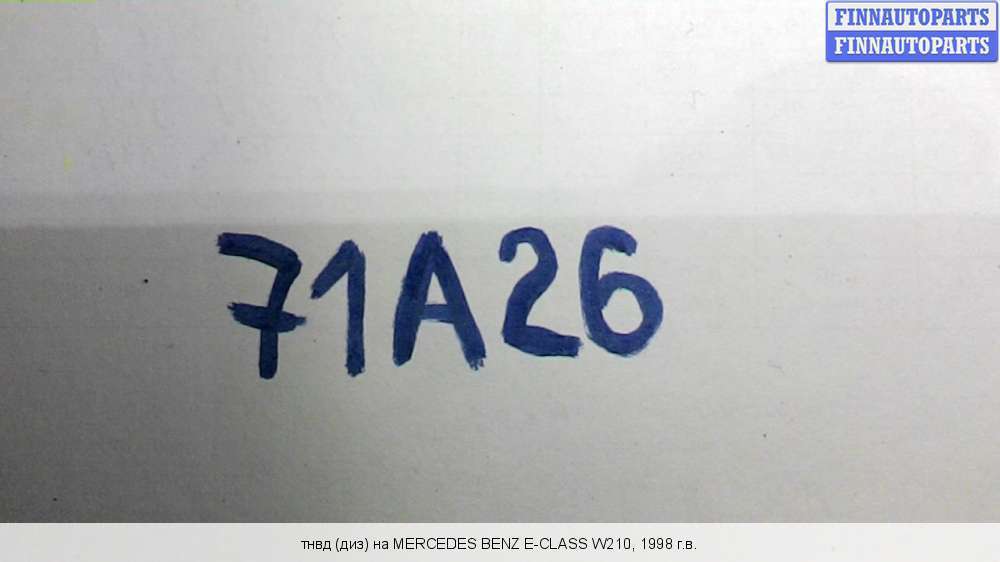 FINNAUTOPARTS
FINNAUTOPARTS
71A26
тнвд (диз) на MERCEDES BENZ E-CLASS W210, 1998 г.в.